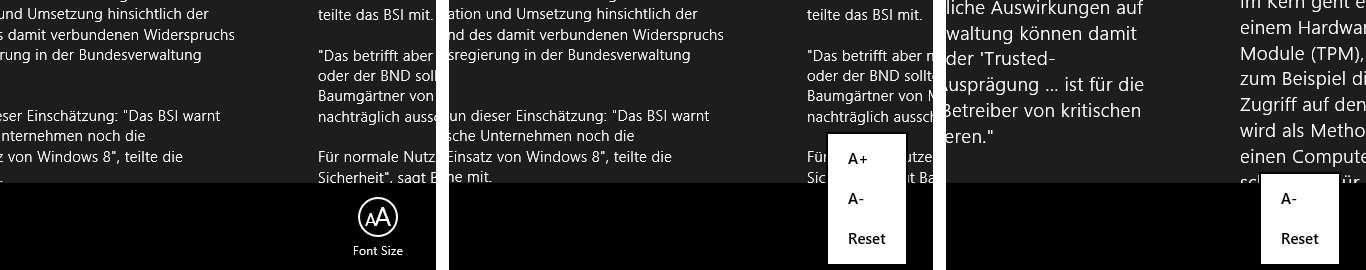 und Umsetzung hinsichtlich der
damit verbundenen Widerspruchs
rung in der Bundesverwaltung
eser Einschätzung: "Das BSI warnt
nternehmen noch die
von Windows 8", teilte die
teilte das BSI mit.
"Das betrifft aber
oder der BND soll
Baumgärtner von
nachträglich ausse
Für normale Nutz
Sicherheit", sagt B
Font Size
ation und Umsetzung hinsichtlich der
nd des damit verbundenen Widerspruchs
sregierung in der Bundesverwaltung
un dieser Einschätzung: "Das BSI warnt
sche Unternehmen noch die
Einsatz von Windows 8", teilte die
ne mit.
teilte das BSI mit.
"Das betrifft aber n
oder der BND sollt
Baumgärtner von
nachträglich aussch
Für utze
Sic t Ba
A+
A-
Reset
liche Auswirkungen auf
waltung können damit
der 'Trusted-
Ausprägung ... ist für die
Betreiber von kritischen
eren."
Im Kern geht e
einem Hardwar
Module (TPM),
zum Beispiel di
Zugriff auf den
wird als Metho
einen Compute
A-
Reset